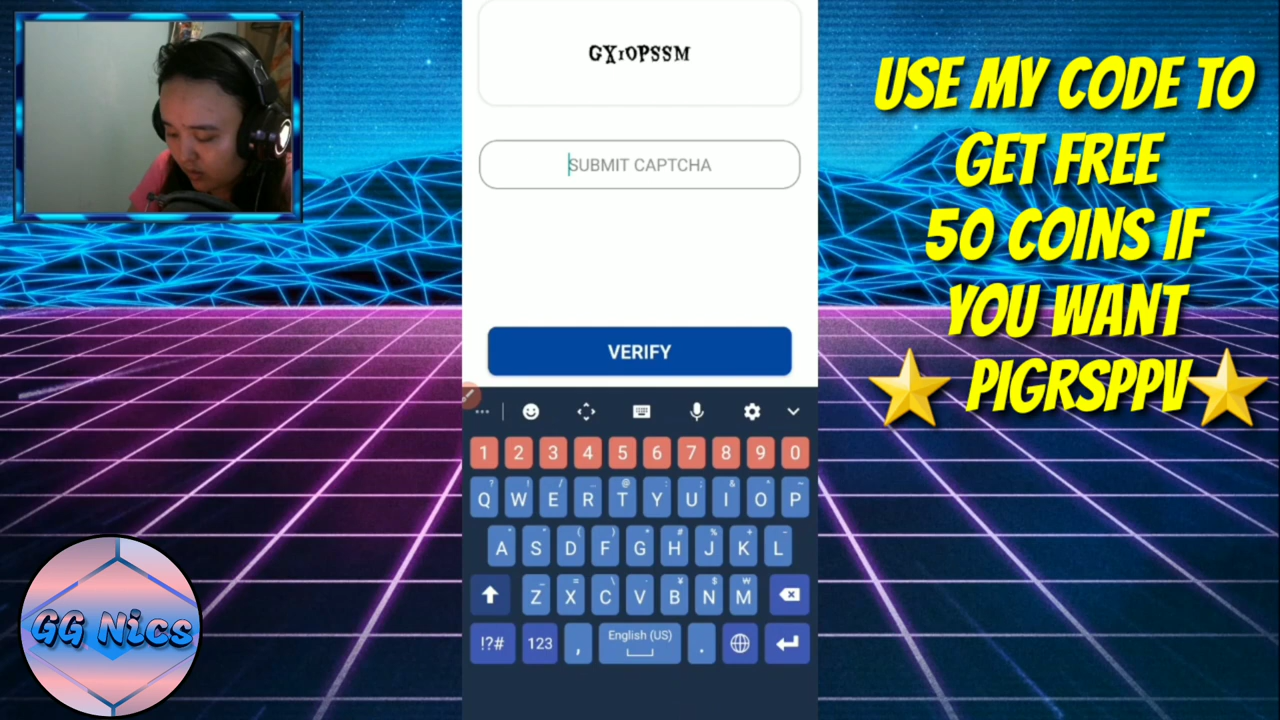 GX1OPSSM
SUBMIT CAPTCHA
VERIFY
1 2 3 4 5 6 7 8 9 0
Q W E R T Y U I O P
A S D F G H J K L
Z X C V B N M
!?# 123 , English (US) .
USE MY CODE TO
GET FREE
50 COINS IF
YOU WANT
PIGRSPPV
GG Nics